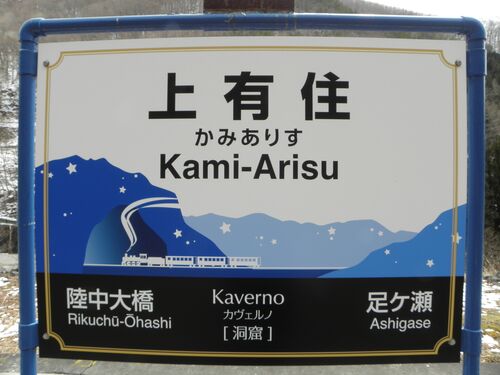 上有住
かみありす
Kami-Arisu
陸中大橋
Rikuchū-Ōhashi
Kaverno
カヴェルノ
[ 洞窟 ]
足ケ瀬
Ashigase